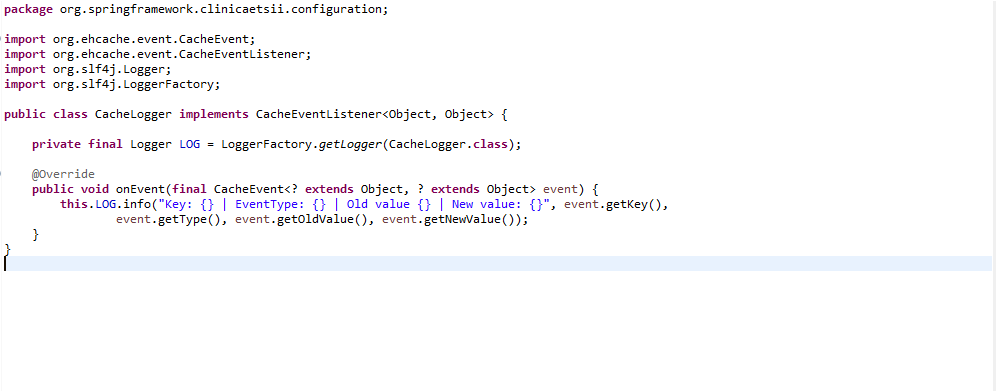 package org.springframework.clinicaetsii.configuration;
import org.ehcache.event.CacheEvent;
import org.ehcache.event.CacheEventListener;
import org.slf4j.Logger;
import org.slf4j.LoggerFactory;
public class CacheLogger implements CacheEventListener<Object, Object> {
private final Logger LOG = LoggerFactory.getLogger(CacheLogger.class);
@Override
public void onEvent(final CacheEvent<? extends Object, ? extends Object> event) {
this.LOG.info("Key: {} | EventType: {} | Old value {} | New value: {}", event.getKey(),
event.getType(), event.getOldValue(), event.getNewValue());
}
}